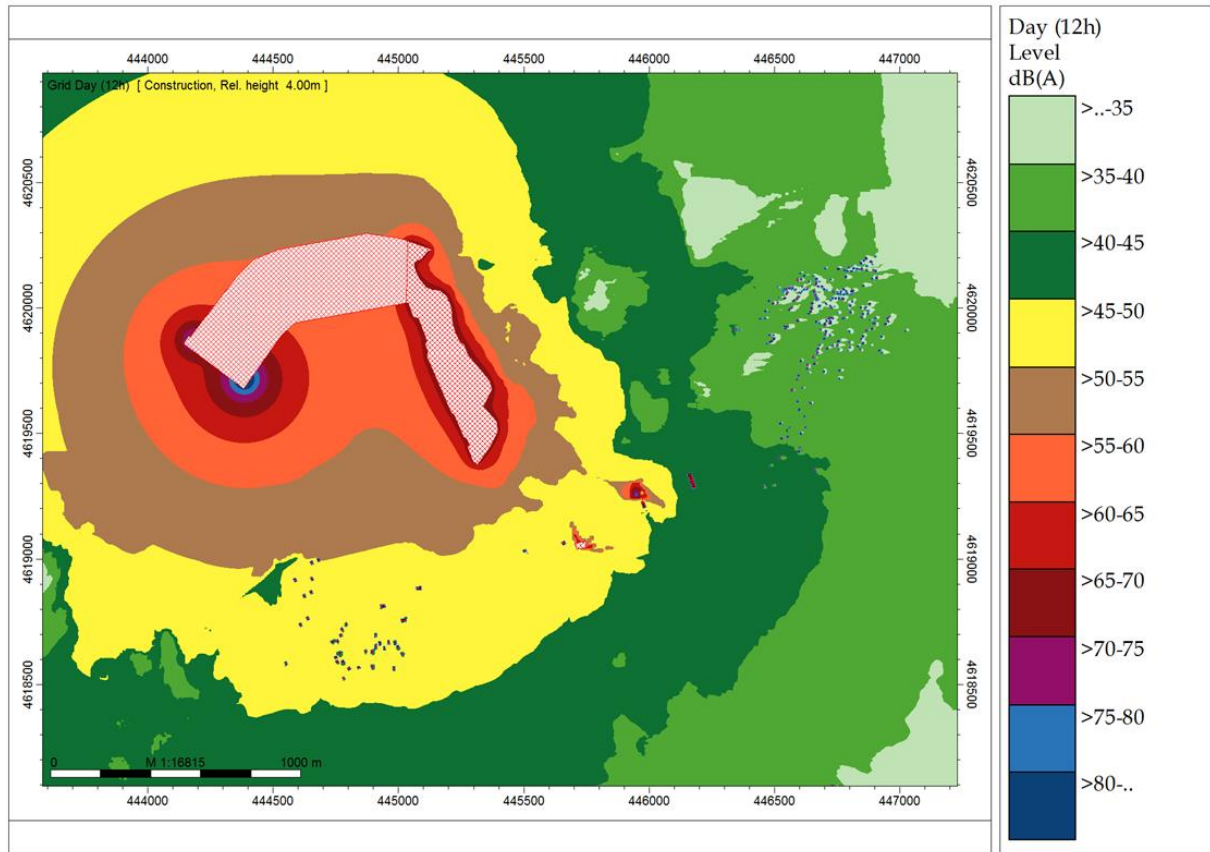 444000 444500 445000 445500 446000 446500 447000
Grid Day (12h) [ Construction, Rel. height 4.00m ]
4620500 4620500
4620000 4620000
4619500 4619500
4619000 4619000
4618500 4618500
0 M 1:16815 1000 m
444000 444500 445000 445500 446000 446500 447000
Day (12h)
Level
dB(A)
>..-35
>35-40
>40-45
>45-50
>50-55
>55-60
>60-65
>65-70
>70-75
>75-80
>80-..